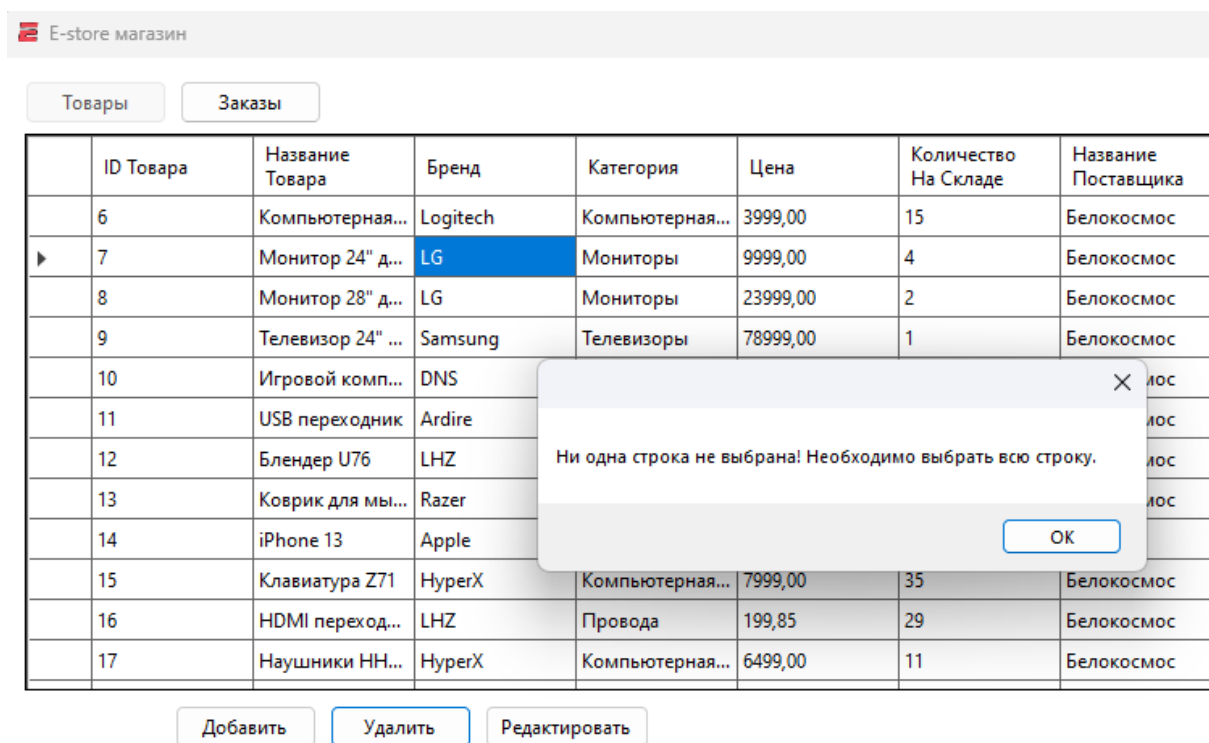 E-store магазин
Товары Заказы
ID Товара Название Товара Бренд Категория Цена Количество На Складе Название Поставщика
6 Компьютерная... Logitech Компьютерная... 3999,00 15 Белокосмос
7 Монитор 24" д... LG Мониторы 9999,00 4 Белокосмос
8 Монитор 28" д... LG Мониторы 23999,00 2 Белокосмос
9 Телевизор 24" ... Samsung Телевизоры 78999,00 1 Белокосмос
10 Игровой комп... DNS
11 USB переходник Ardire
12 Блендер U76 LHZ
13 Коврик для мы... Razer
14 iPhone 13 Apple
Ни одна строка не выбрана! Необходимо выбрать всю строку.
ОК
15 Клавиатура Z71 HyperX Компьютерная... 7999,00 35 Белокосмос
16 HDMI переход... LHZ Провода 199,85 29 Белокосмос
17 Наушники HH... HyperX Компьютерная... 6499,00 11 Белокосмос
Добавить Удалить Редактировать